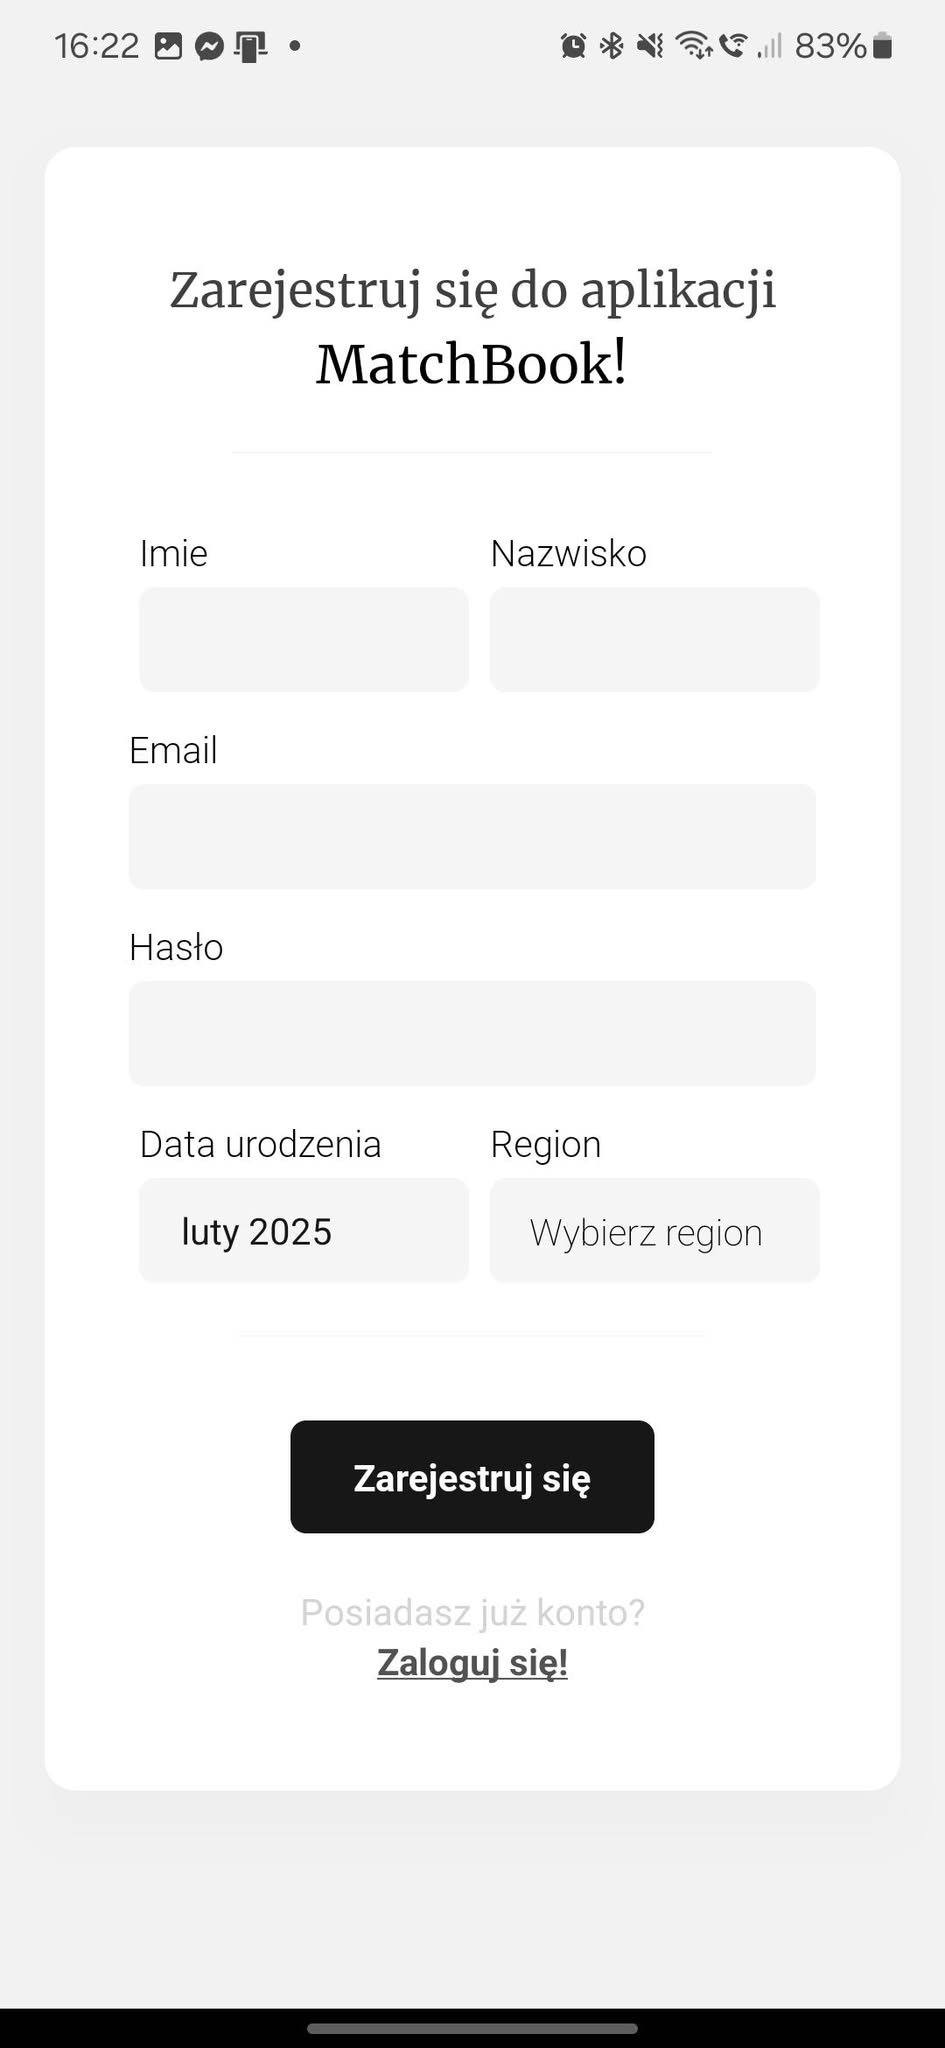 16:22
83%
Zarejestruj się do aplikacji
MatchBook!
Imie Nazwisko
Email
Hasło
Data urodzenia Region
luty 2025 Wybierz region
Zarejestruj się
Posiadasz już konto?
Zaloguj się!